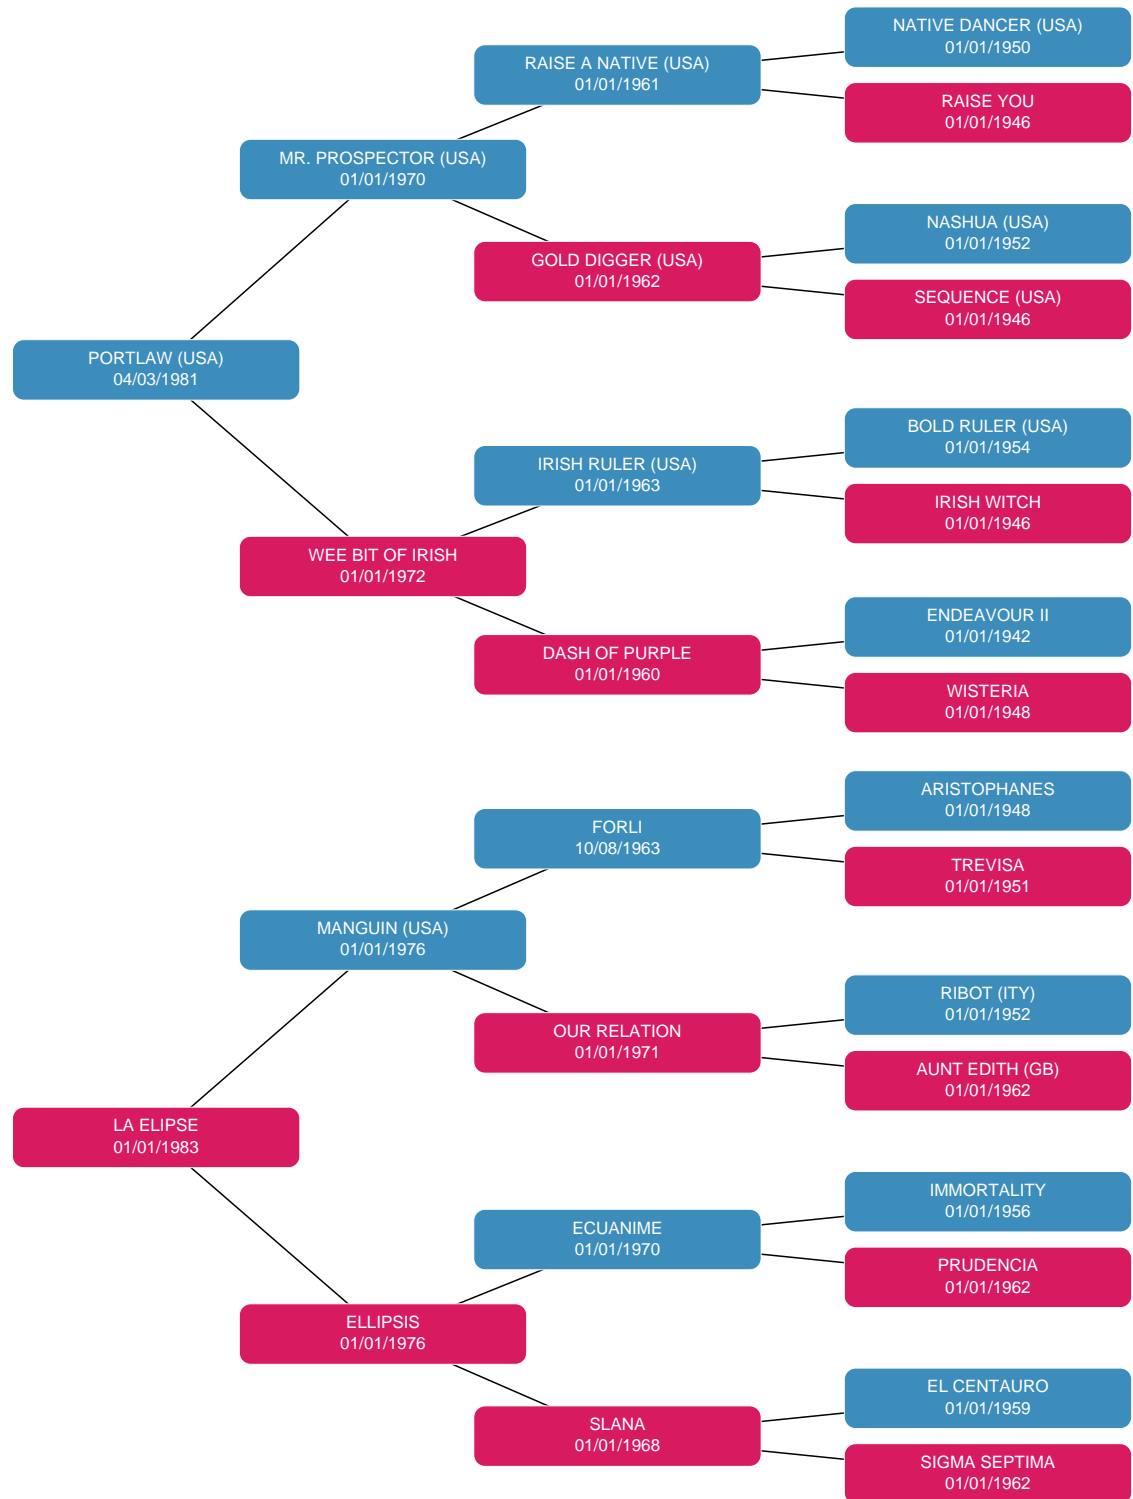 NATIVE DANCER (USA)
01/01/1950
RAISE A NATIVE (USA)
01/01/1961
RAISE YOU
01/01/1946
MR. PROSPECTOR (USA)
01/01/1970
NASHUA (USA)
01/01/1952
GOLD DIGGER (USA)
01/01/1962
SEQUENCE (USA)
01/01/1946
PORTLAW (USA)
04/03/1981
BOLD RULER (USA)
01/01/1954
IRISH RULER (USA)
01/01/1963
IRISH WITCH
01/01/1946
WEE BIT OF IRISH
01/01/1972
ENDEAVOUR II
01/01/1942
DASH OF PURPLE
01/01/1960
WISTERIA
01/01/1948
ARISTOPHANES
01/01/1948
FORLI
10/08/1963
TREVISA
01/01/1951
MANGUIN (USA)
01/01/1976
RIBOT (ITY)
01/01/1952
OUR RELATION
01/01/1971
AUNT EDITH (GB)
01/01/1962
LA ELIPSE
01/01/1983
IMMORTALITY
01/01/1956
ECUANIME
01/01/1970
PRUDENCIA
01/01/1962
ELLIPSIS
01/01/1976
EL CENTAURO
01/01/1959
SLANA
01/01/1968
SIGMA SEPTIMA
01/01/1962